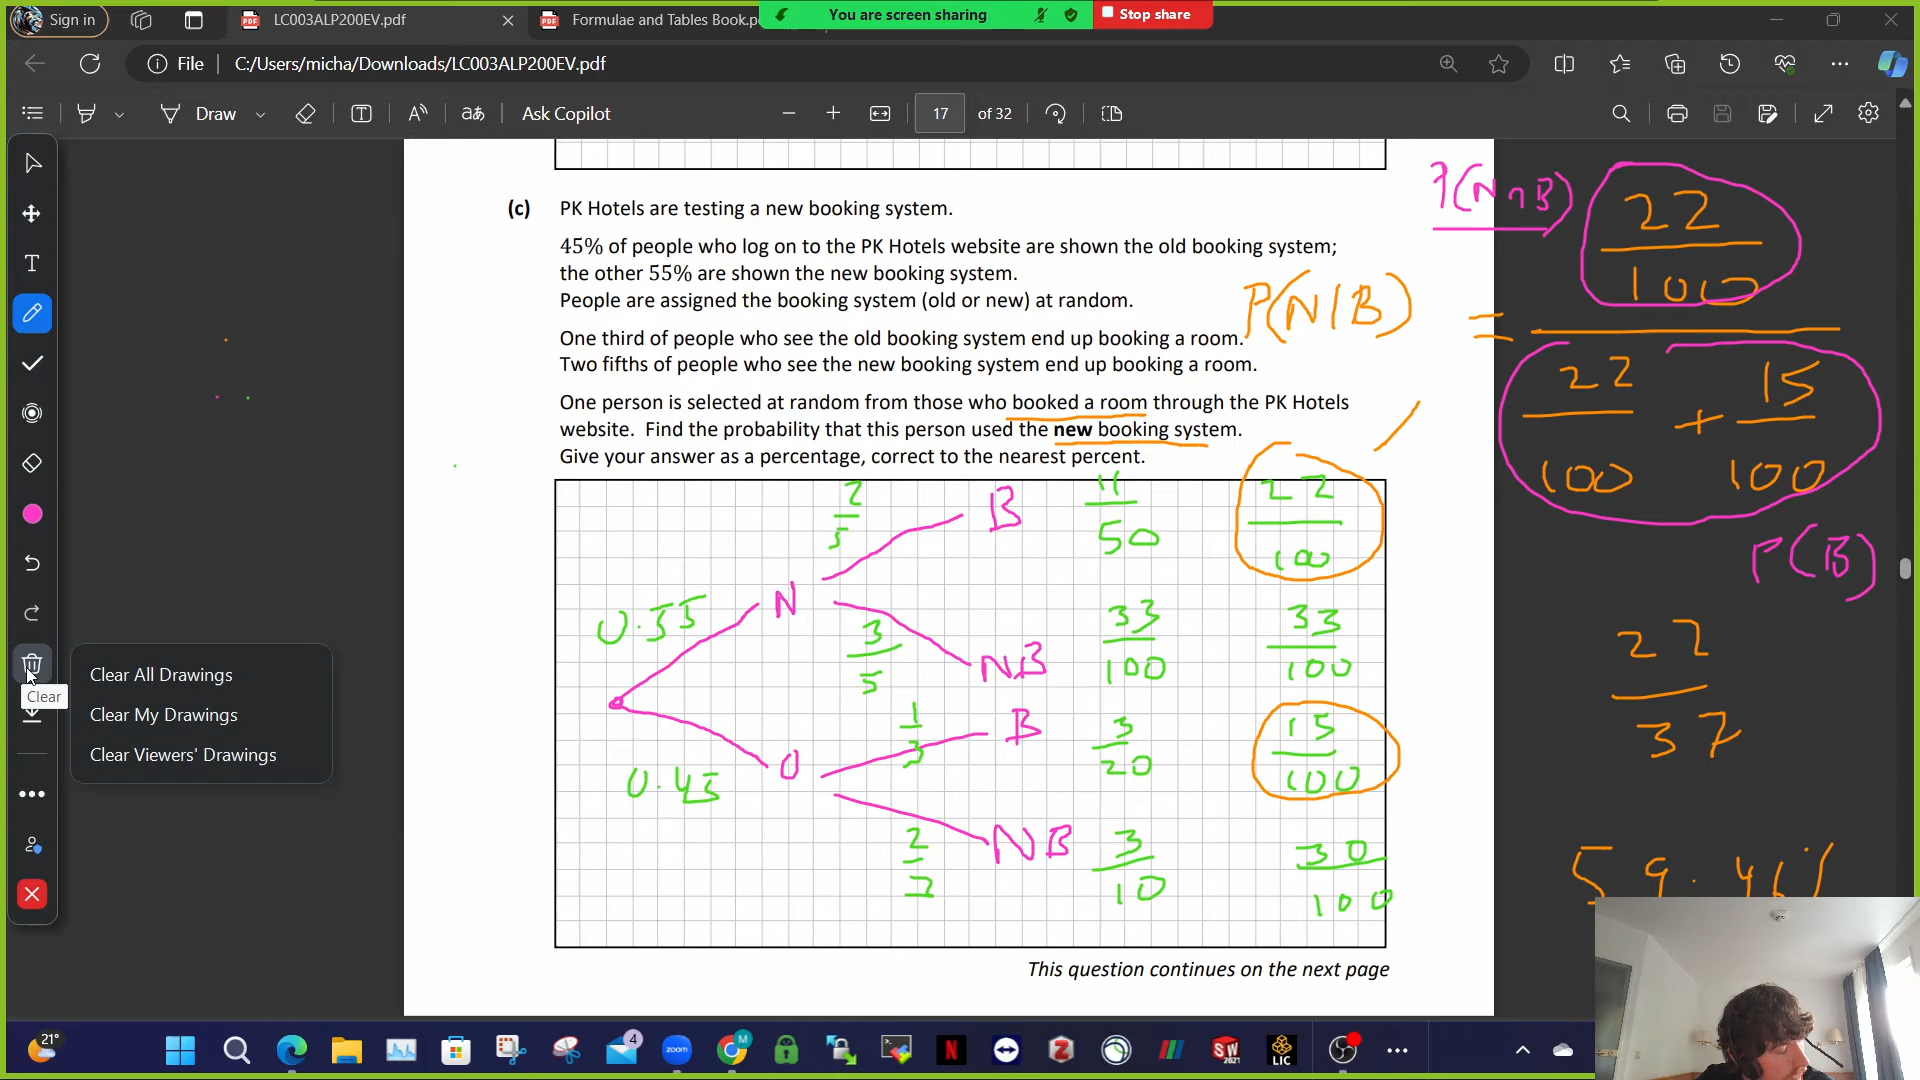 Sign in
LC003ALP200EV.pdf
Formulae and Tables Book.p
You are screen sharing
Stop share
File
C:/Users/micha/Downloads/LC003ALP200EV.pdf
Draw
Ask Copilot
17
of 32
(c) PK Hotels are testing a new booking system.
45% of people who log on to the PK Hotels website are shown the old booking system;
the other 55% are shown the new booking system.
People are assigned the booking system (old or new) at random.
One third of people who see the old booking system end up booking a room.
Two fifths of people who see the new booking system end up booking a room.
One person is selected at random from those who booked a room through the PK Hotels
website. Find the probability that this person used the new booking system.
Give your answer as a percentage, correct to the nearest percent.
P(N∩B)
22
100
P(N|B)
=
22
100
+
15
100
P(B)
22
37
59.46%
2
5
B
11
50
22
100
0.55
N
3
5
NB
33
100
33
100
1
3
B
3
20
15
100
0.45
O
2
3
NB
3
10
30
100
This question continues on the next page
Clear All Drawings
Clear
Clear My Drawings
Clear Viewers' Drawings
21°
4
zoom
M
N
SW
2021
LIC